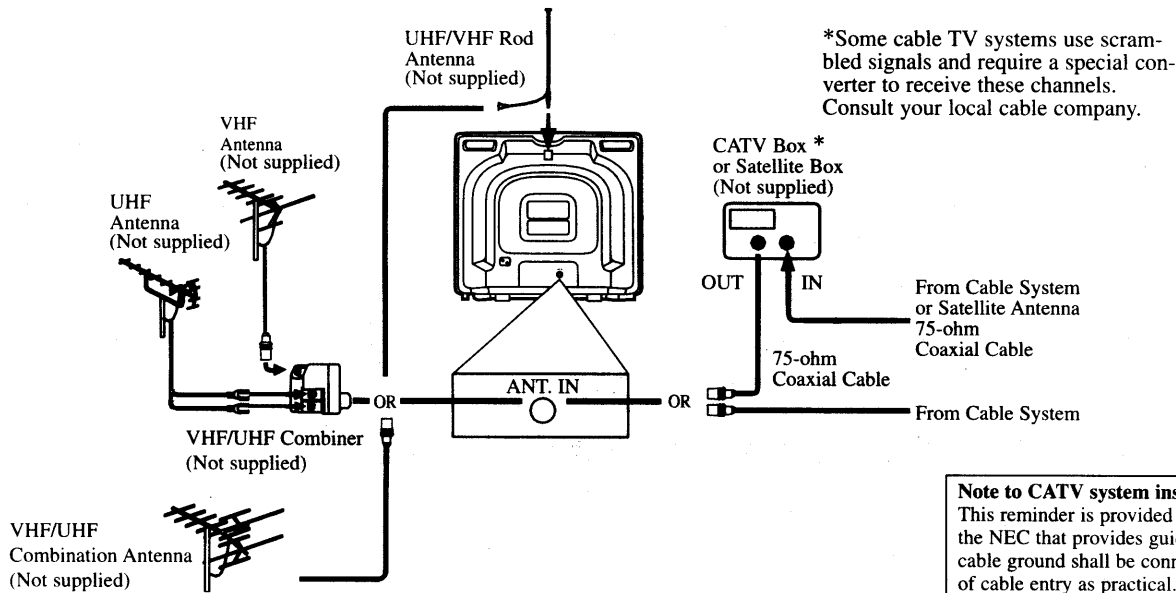 UHF/VHF Rod
Antenna
(Not supplied)
*Some cable TV systems use scram-
bled signals and require a special con-
verter to receive these channels.
Consult your local cable company.
VHF
Antenna
(Not supplied)
UHF
Antenna
(Not supplied)
CATV Box *
or Satellite Box
(Not supplied)
OUT
IN
From Cable System
or Satellite Antenna
75-ohm
Coaxial Cable
75-ohm
Coaxial Cable
ANT. IN
OR
OR
From Cable System
VHF/UHF Combiner
(Not supplied)
VHF/UHF
Combination Antenna
(Not supplied)
Note to CATV system ins
This reminder is provided
the NEC that provides gui
cable ground shall be conn
of cable entry as practical.